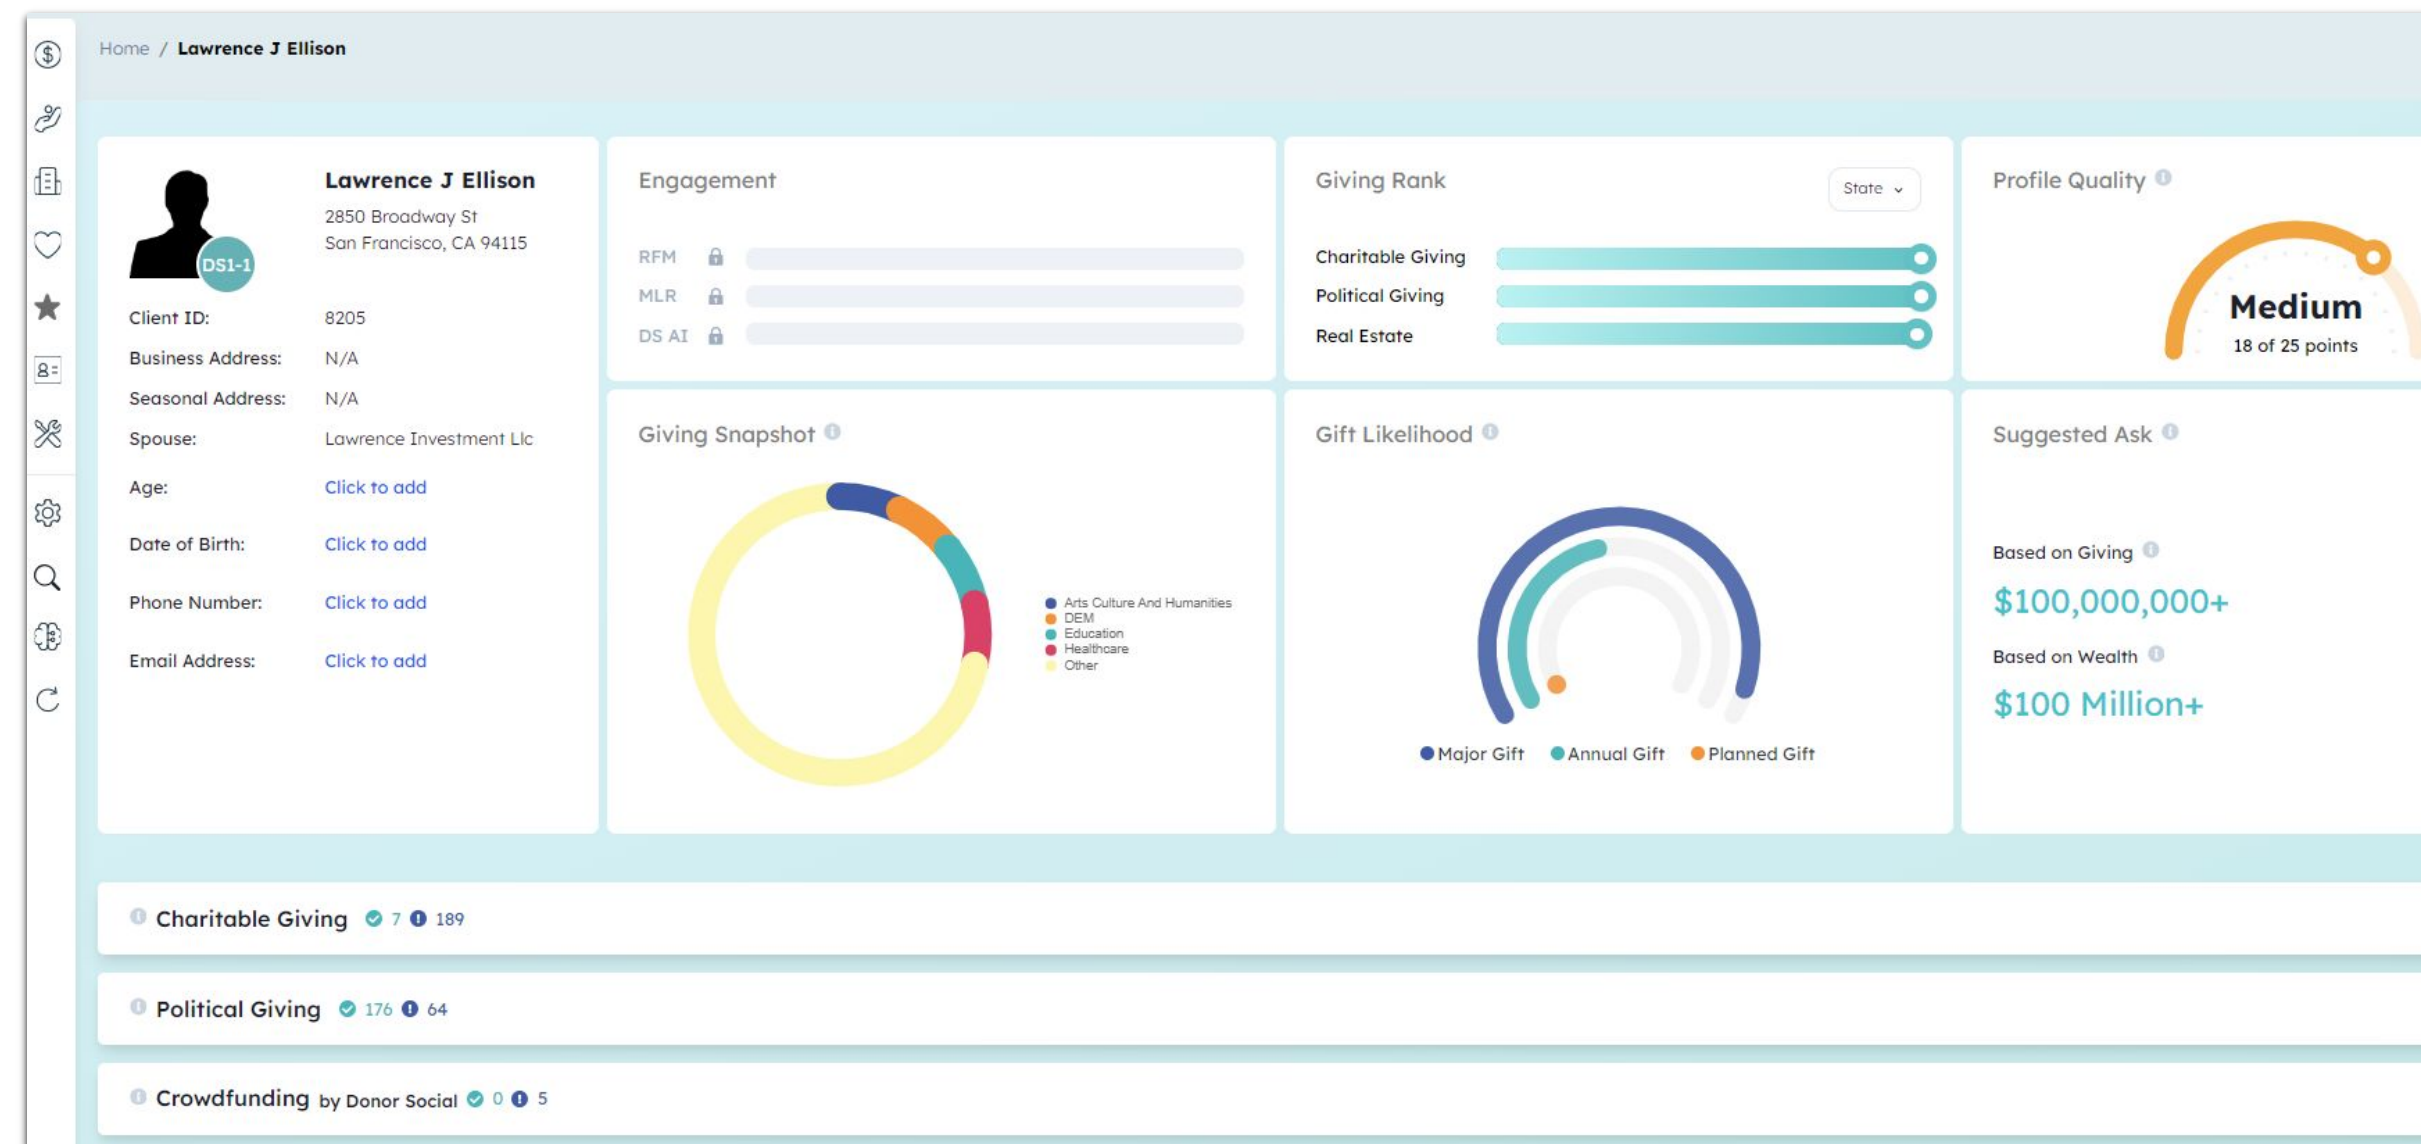 Home / Lawrence J Ellison
Lawrence J Ellison
2850 Broadway St
San Francisco, CA 94115
DS1-1
Client ID: 8205
Business Address: N/A
Seasonal Address: N/A
Spouse: Lawrence Investment Llc
Age: Click to add
Date of Birth: Click to add
Phone Number: Click to add
Email Address: Click to add
Engagement
RFM
MLR
DS AI
Giving Rank
State
Charitable Giving
Political Giving
Real Estate
Profile Quality
Medium
18 of 25 points
Giving Snapshot
Arts Culture And Humanities
DEM
Education
Healthcare
Other
Gift Likelihood
Major Gift Annual Gift Planned Gift
Suggested Ask
Based on Giving
$100,000,000+
Based on Wealth
$100 Million+
Charitable Giving 7 189
Political Giving 176 64
Crowdfunding by Donor Social 0 5